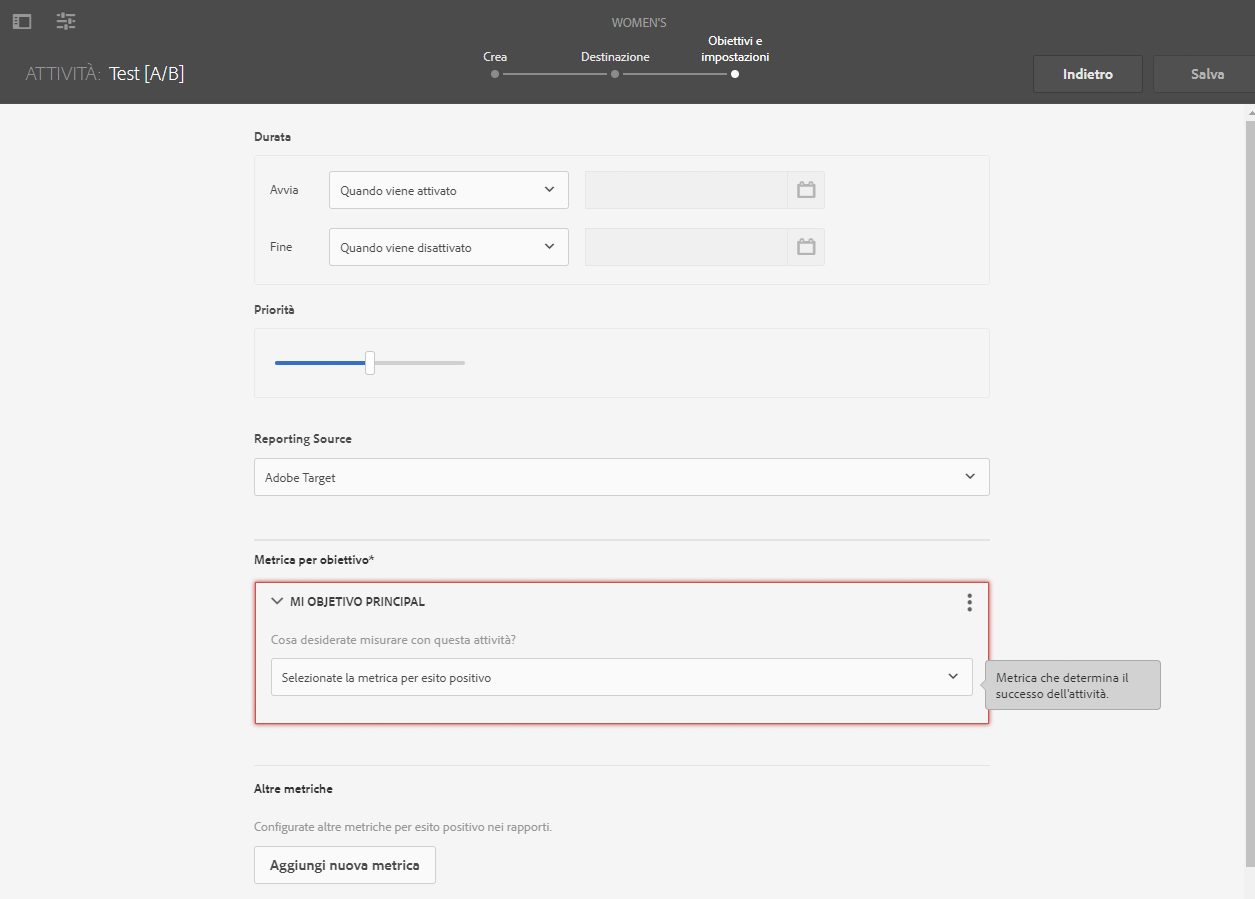 WOMEN'S
ATTIVITÀ: Test [A/B]
Crea
Destinazione
Obiettivi e
impostazioni
Indietro
Salva
Durata
Avvia
Quando viene attivato
Fine
Quando viene disattivato
Priorità
Reporting Source
Adobe Target
Metrica per obiettivo*
MI OBJETIVO PRINCIPAL
Cosa desiderate misurare con questa attività?
Selezionate la metrica per esito positivo
Metrica che determina il
successo dell'attività.
Altre metriche
Configurate altre metriche per esito positivo nei rapporti.
Aggiungi nuova metrica